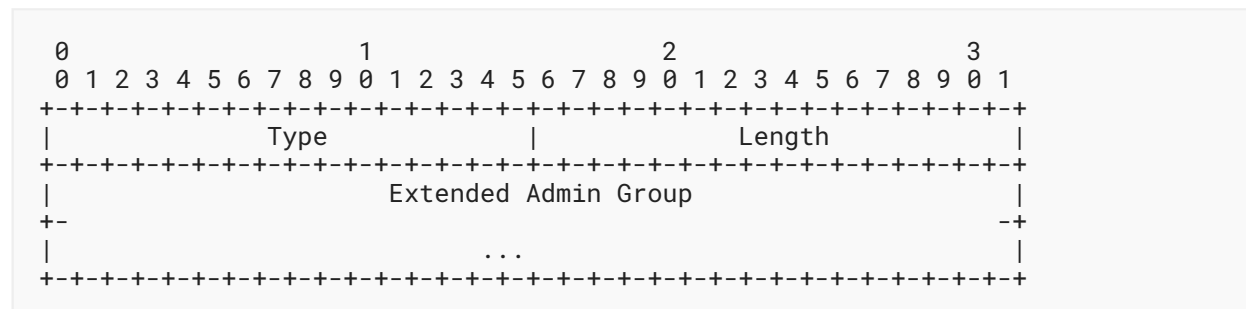 0                   1                   2                   3
 0 1 2 3 4 5 6 7 8 9 0 1 2 3 4 5 6 7 8 9 0 1 2 3 4 5 6 7 8 9 0 1
+-+-+-+-+-+-+-+-+-+-+-+-+-+-+-+-+-+-+-+-+-+-+-+-+-+-+-+-+-+-+-+-+
|              Type             |             Length            |
+-+-+-+-+-+-+-+-+-+-+-+-+-+-+-+-+-+-+-+-+-+-+-+-+-+-+-+-+-+-+-+-+
|                      Extended Admin Group                     |
+-                                                             -+
|                            ...                                |
+-+-+-+-+-+-+-+-+-+-+-+-+-+-+-+-+-+-+-+-+-+-+-+-+-+-+-+-+-+-+-+-+